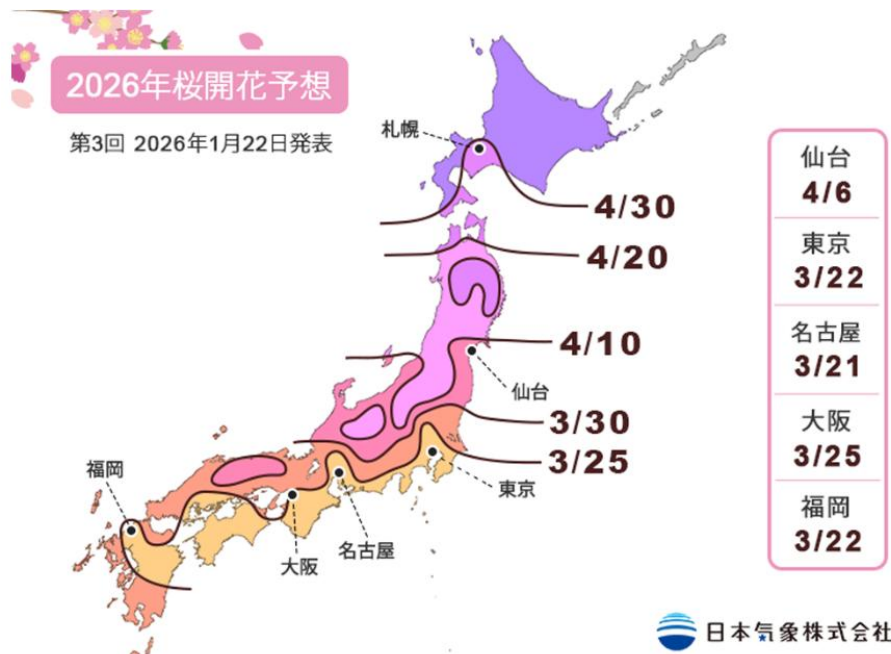 2026年桜開花予想
第3回 2026年1月22日発表
札幌
4/30
4/20
4/10
仙台
3/30
3/25
東京
福岡
名古屋
大阪
仙台
4/6
東京
3/22
名古屋
3/21
大阪
3/25
福岡
3/22
日本気象株式会社